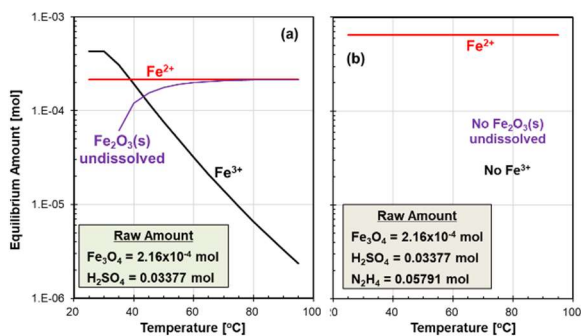 1.E-03
(a)
Fe²⁺
1.E-04
Fe₂O₃(s)
undissolved
Fe³⁺
1.E-05
Raw Amount
Fe₃O₄ = 2.16x10⁻⁴ mol
H₂SO₄ = 0.03377 mol
1.E-06
20 40 60 80 100
Temperature [°C]
Equilibrium Amount [mol]
Fe²⁺
(b)
No Fe₂O₃(s)
undissolved
No Fe³⁺
Raw Amount
Fe₃O₄ = 2.16x10⁻⁴ mol
H₂SO₄ = 0.03377 mol
N₂H₄ = 0.05791 mol
40 60 80 100
Temperature [°C]